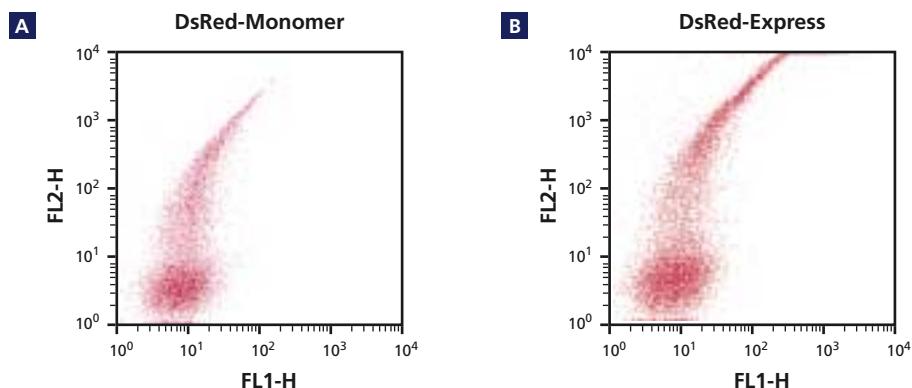 A
DsRed-Monomer
10⁴
10³
10²
10¹
10⁰
FL2-H
10⁰ 10¹ 10² 10³ 10⁴
FL1-H
B
DsRed-Express
10⁴
10³
10²
10¹
10⁰
FL2-H
10⁰ 10¹ 10² 10³ 10⁴
FL1-H